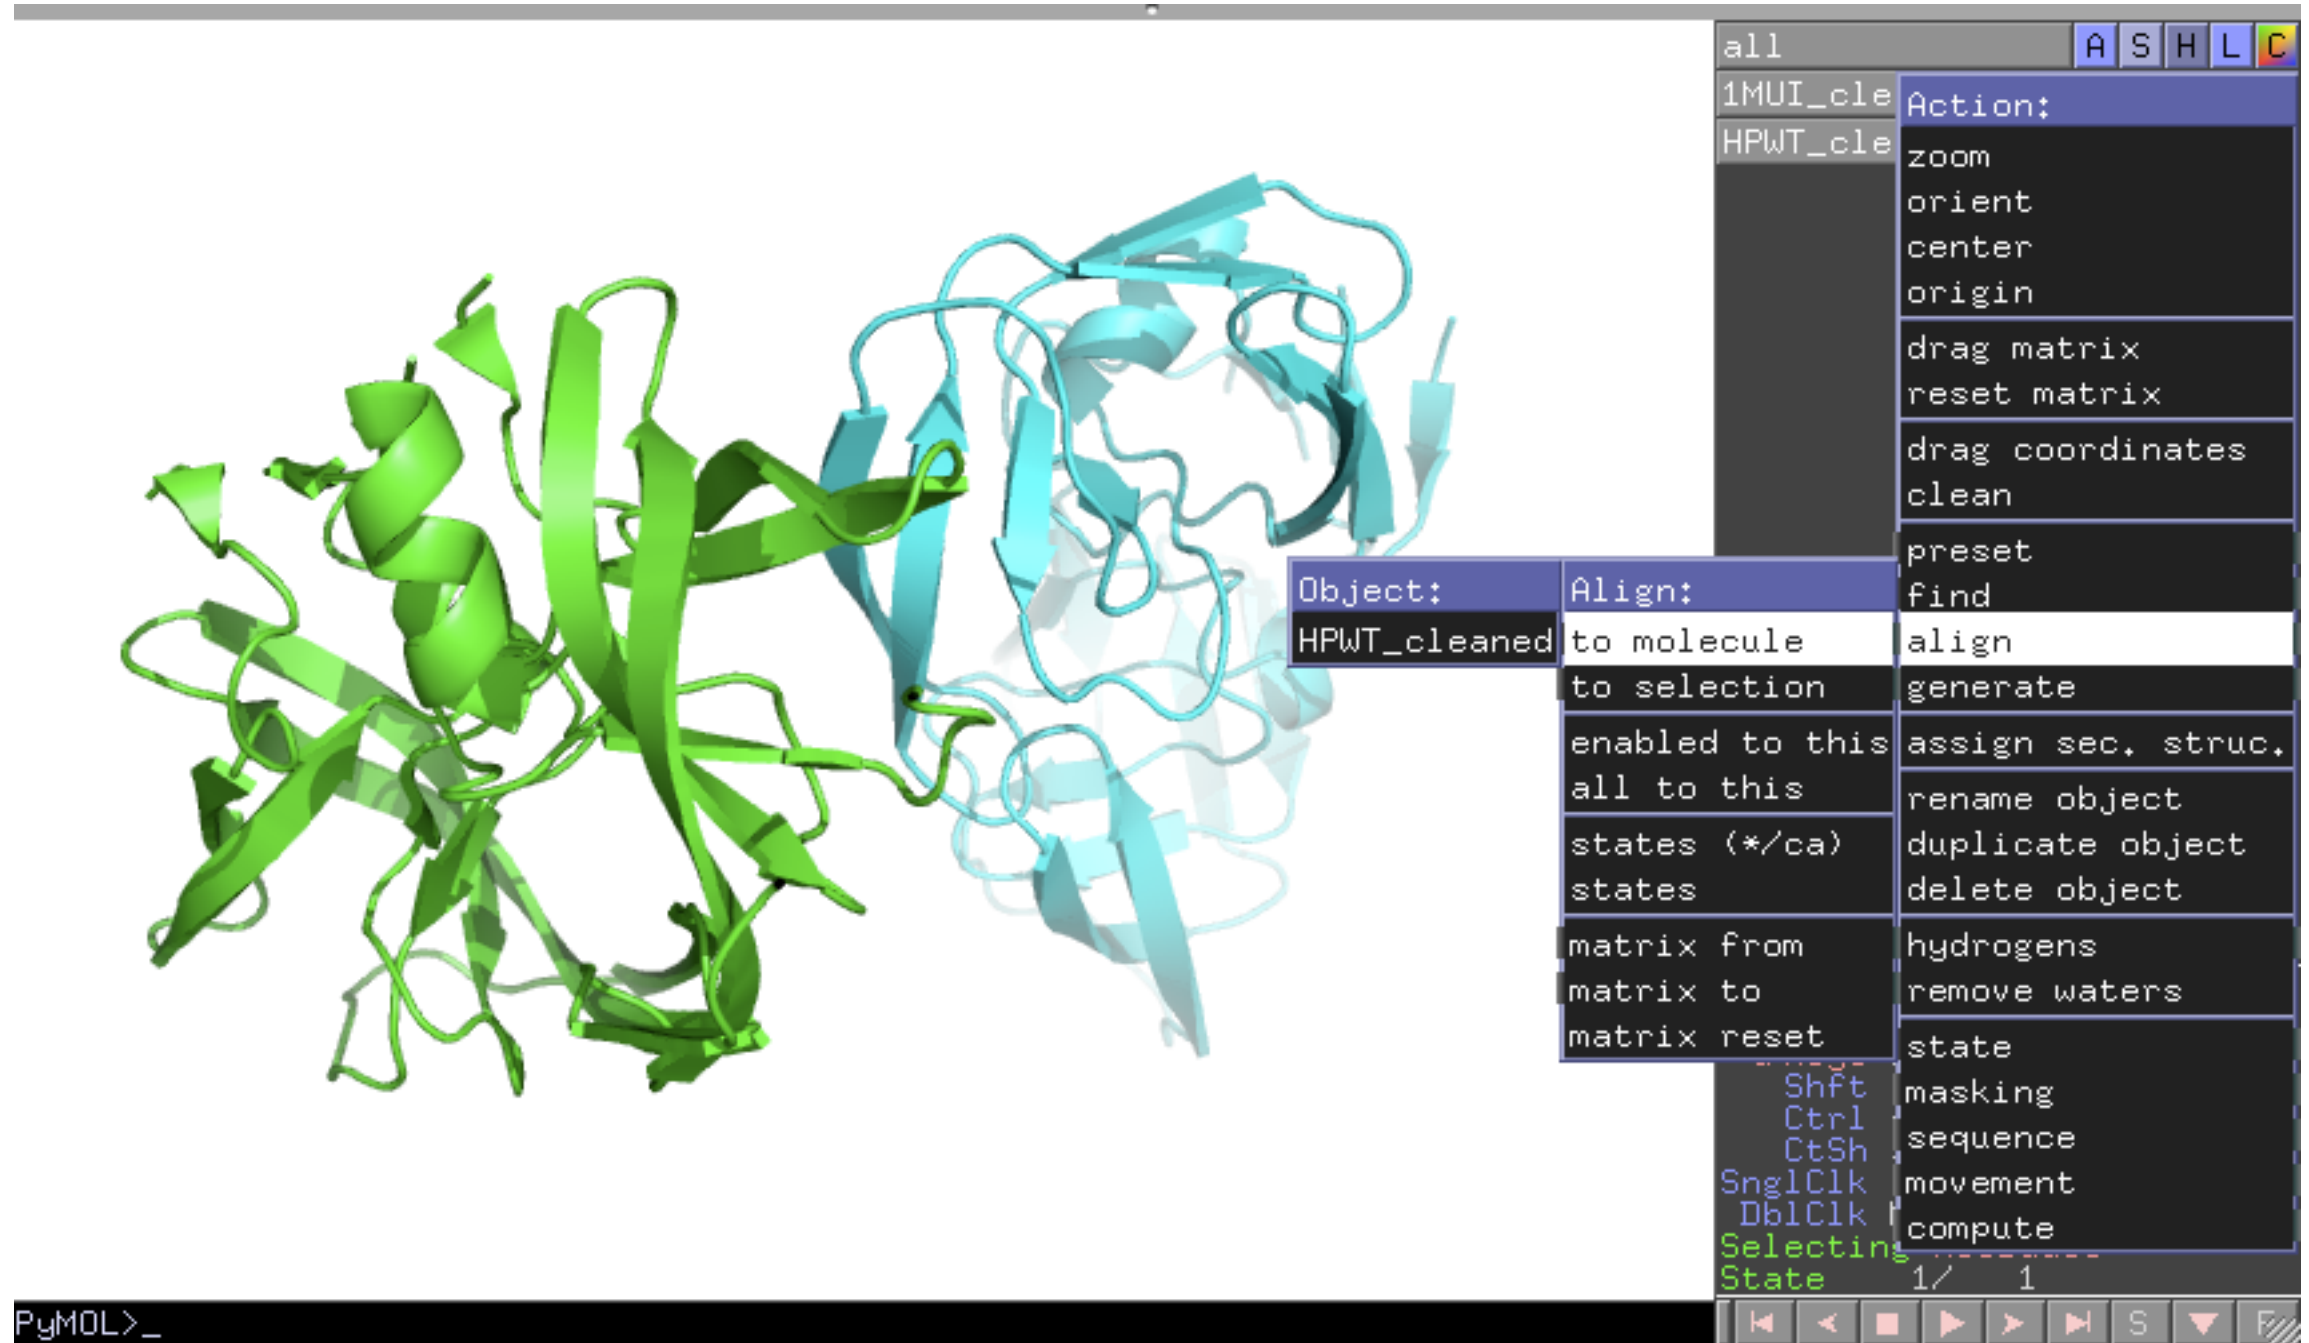 all A S H L C
1MUI_cle
HPWT_cle
Action:
zoom
orient
center
origin
drag matrix
reset matrix
drag coordinates
clean
preset
find
align
generate
assign sec. struc.
rename object
duplicate object
delete object
hydrogens
remove waters
state
masking
sequence
movement
compute
Align:
to molecule
to selection
enabled to this
all to this
states (*/ca)
states
matrix from
matrix to
matrix reset
Object:
HPWT_cleaned
Shft
Ctrl
CtSh
SnglClk
DblClk
Selecting
State 1/ 1
S
PyMOL>_